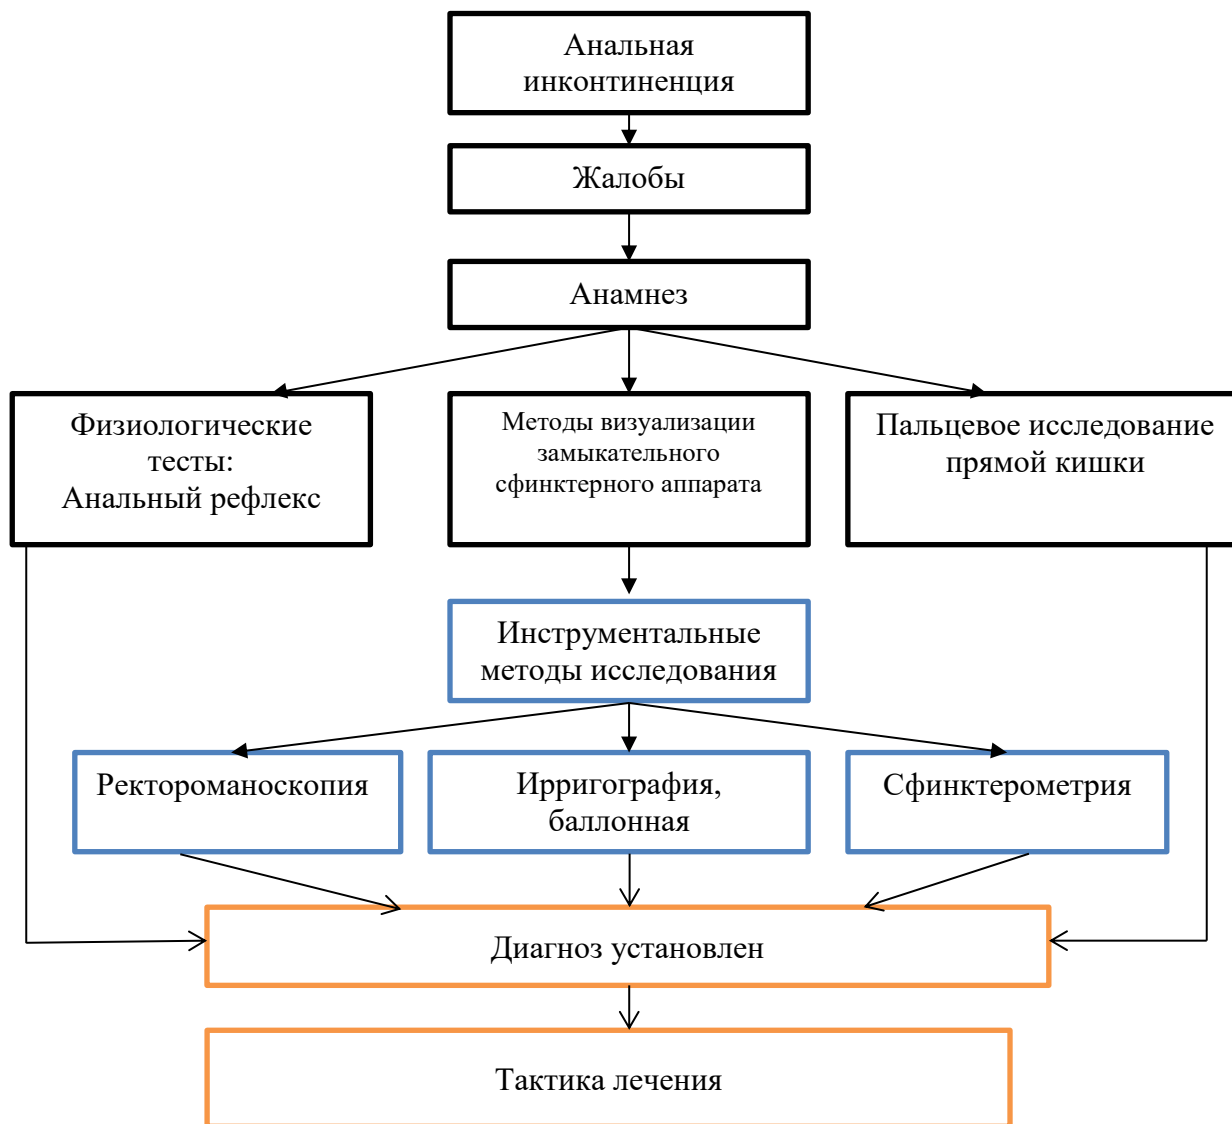 Анальная
инконтиненция
Жалобы
Анамнез
Физиологические
тесты:
Анальный рефлекс
Методы визуализации
замыкательного
сфинктерного аппарата
Пальцевое исследование
прямой кишки
Инструментальные
методы исследования
Ректороманоскопия
Ирригография,
баллонная
Сфинктерометрия
Диагноз установлен
Тактика лечения